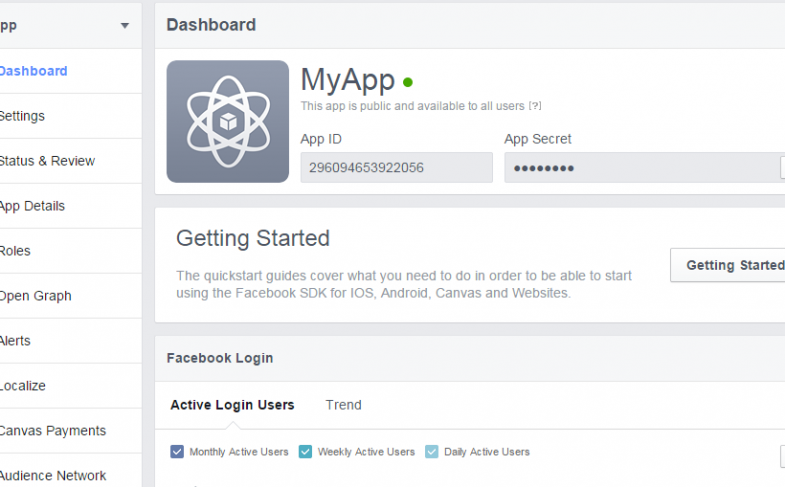 pp
Dashboard
Settings
Status & Review
App Details
Roles
Open Graph
Alerts
Localize
Canvas Payments
Audience Network
Dashboard
MyApp
This app is public and available to all users [?]
App ID
App Secret
296094653922056
●●●●●●●●
Getting Started
The quickstart guides cover what you need to do in order to be able to start
using the Facebook SDK for IOS, Android, Canvas and Websites.
Getting Started
Facebook Login
Active Login Users
Trend
Monthly Active Users
Weekly Active Users
Daily Active Users